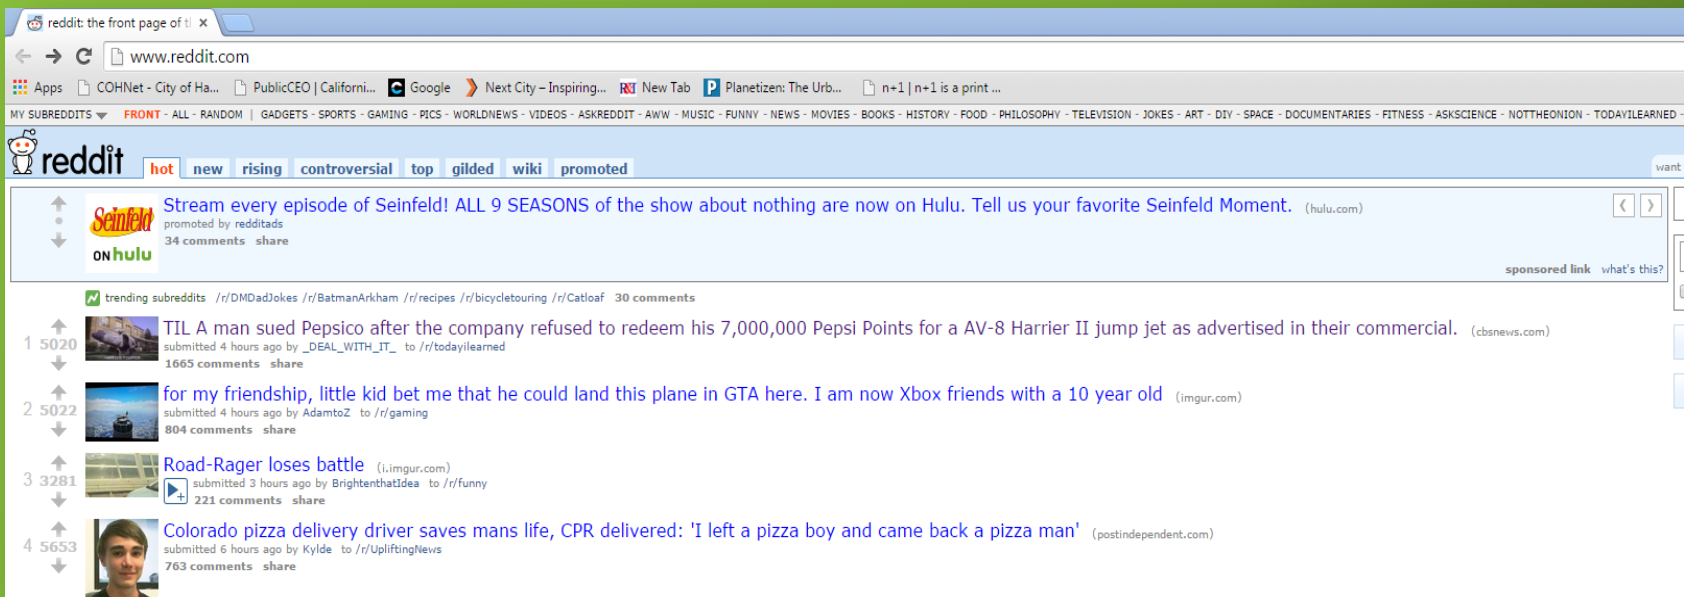 reddit: the front page of t
www.reddit.com
Apps COHNet - City of Ha... PublicCEO | Californi... Google Next City – Inspiring... New Tab Planetizen: The Urb... n+1 | n+1 is a print ...
MY SUBREDDITS FRONT - ALL - RANDOM | GADGETS - SPORTS - GAMING - PICS - WORLDNEWS - VIDEOS - ASKREDDIT - AWW - MUSIC - FUNNY - NEWS - MOVIES - BOOKS - HISTORY - FOOD - PHILOSOPHY - TELEVISION - JOKES - ART - DIY - SPACE - DOCUMENTARIES - FITNESS - ASKSCIENCE - NOTTHEONION - TODAYILEARNED -
reddit hot new rising controversial top gilded wiki promoted
want
Seinfeld
ON hulu
Stream every episode of Seinfeld! ALL 9 SEASONS of the show about nothing are now on Hulu. Tell us your favorite Seinfeld Moment. (hulu.com)
promoted by redditads
34 comments share
sponsored link what's this?
trending subreddits /r/DMDadJokes /r/BatmanArkham /r/recipes /r/bicycletouring /r/Catloaf 30 comments
1 5020 TIL A man sued Pepsico after the company refused to redeem his 7,000,000 Pepsi Points for a AV-8 Harrier II jump jet as advertised in their commercial. (cbsnews.com)
submitted 4 hours ago by _DEAL_WITH_IT_ to /r/todayilearned
1665 comments share
2 5022 for my friendship, little kid bet me that he could land this plane in GTA here. I am now Xbox friends with a 10 year old (imgur.com)
submitted 4 hours ago by AdamtoZ to /r/gaming
804 comments share
3 3281 Road-Rager loses battle (i.imgur.com)
submitted 3 hours ago by BrightenthatIdea to /r/funny
221 comments share
4 5653 Colorado pizza delivery driver saves mans life, CPR delivered: 'I left a pizza boy and came back a pizza man' (postindependent.com)
submitted 6 hours ago by Kylde to /r/UpliftingNews
763 comments share